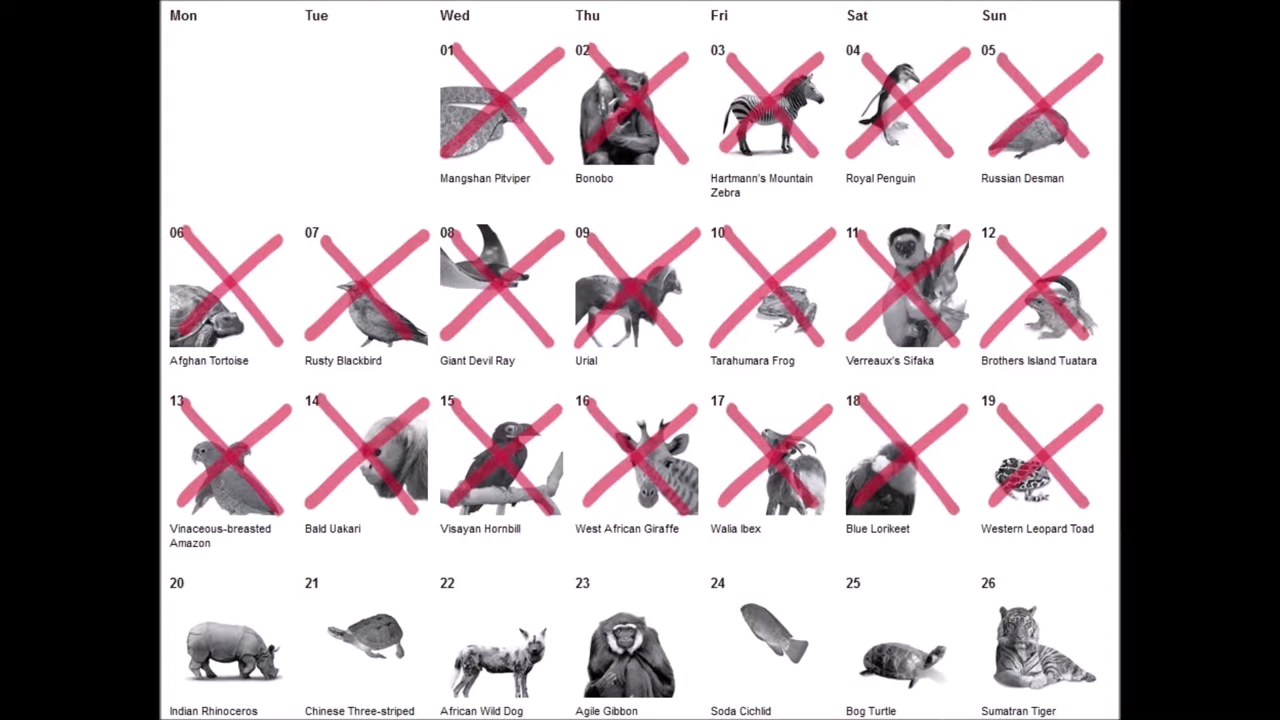 Mon Tue Wed Thu Fri Sat Sun
01 02 03 04 05
Mangshan Pitviper Bonobo Hartmann's Mountain Royal Penguin Russian Desman
Zebra
06 07 08 09 10 11 12
Afghan Tortoise Rusty Blackbird Giant Devil Ray Urial Tarahumara Frog Verreaux's Sifaka Brothers Island Tuatara
13 14 15 16 17 18 19
Vinaceous-breasted Bald Uakari Visayan Hornbill West African Giraffe Walia Ibex Blue Lorikeet Western Leopard Toad
Amazon
20 21 22 23 24 25 26
Indian Rhinoceros Chinese Three-striped African Wild Dog Agile Gibbon Soda Cichlid Bog Turtle Sumatran Tiger